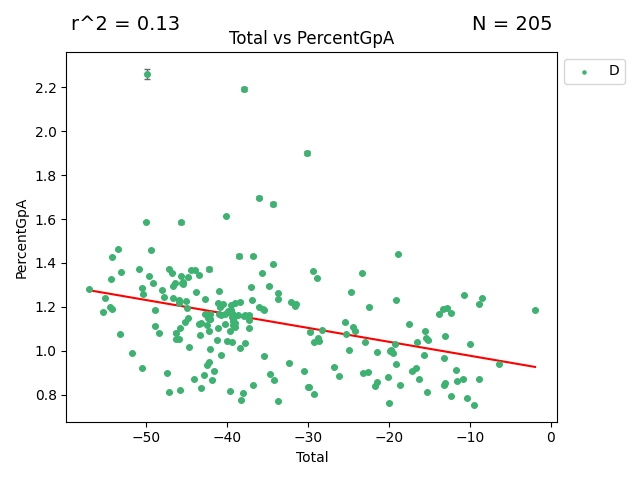 r^2 = 0.13
N = 205
Total vs PercentGpA
D
PercentGpA
2.2
2.0
1.8
1.6
1.4
1.2
1.0
0.8
−50
−40
−30
−20
−10
0
Total